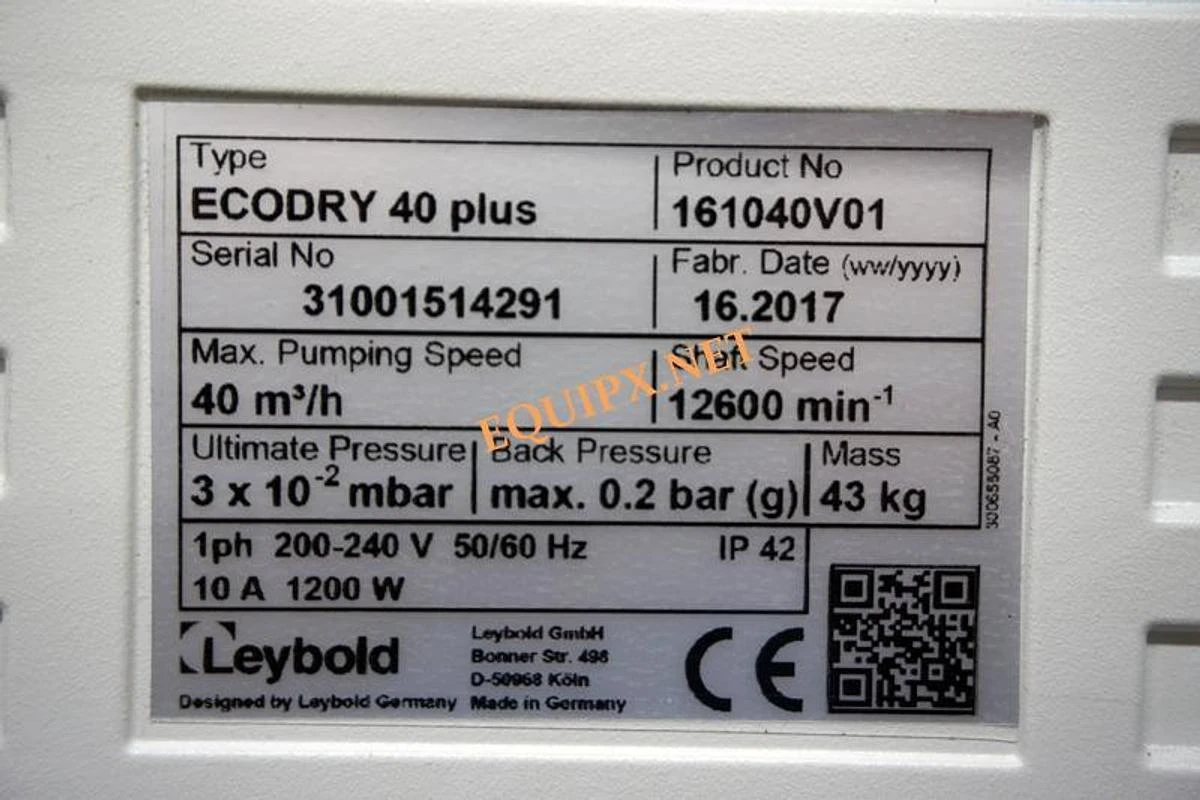 Type
ECODRY 40 plus
Product No
161040V01
Serial No
31001514291
Fabr. Date (ww/yyyy)
16.2017
Max. Pumping Speed
40 m³/h
Shaft Speed
12600 min⁻¹
EQUIPX.NET
Ultimate Pressure
3 x 10⁻² mbar
Back Pressure
max. 0.2 bar (g)
Mass
43 kg
300655087 - A0
1ph 200-240 V 50/60 Hz IP 42
10 A 1200 W
Leybold
Leybold GmbH
Bonner Str. 498
D-50968 Köln
Designed by Leybold Germany Made in Germany
CE